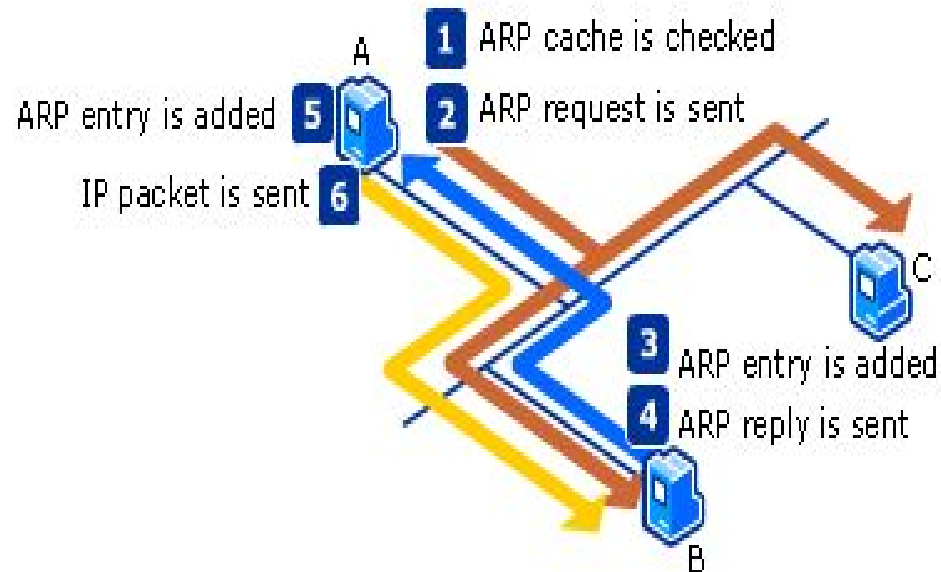 A
1 ARP cache is checked
2 ARP request is sent
ARP entry is added 5
IP packet is sent 6
C
3 ARP entry is added
4 ARP reply is sent
B